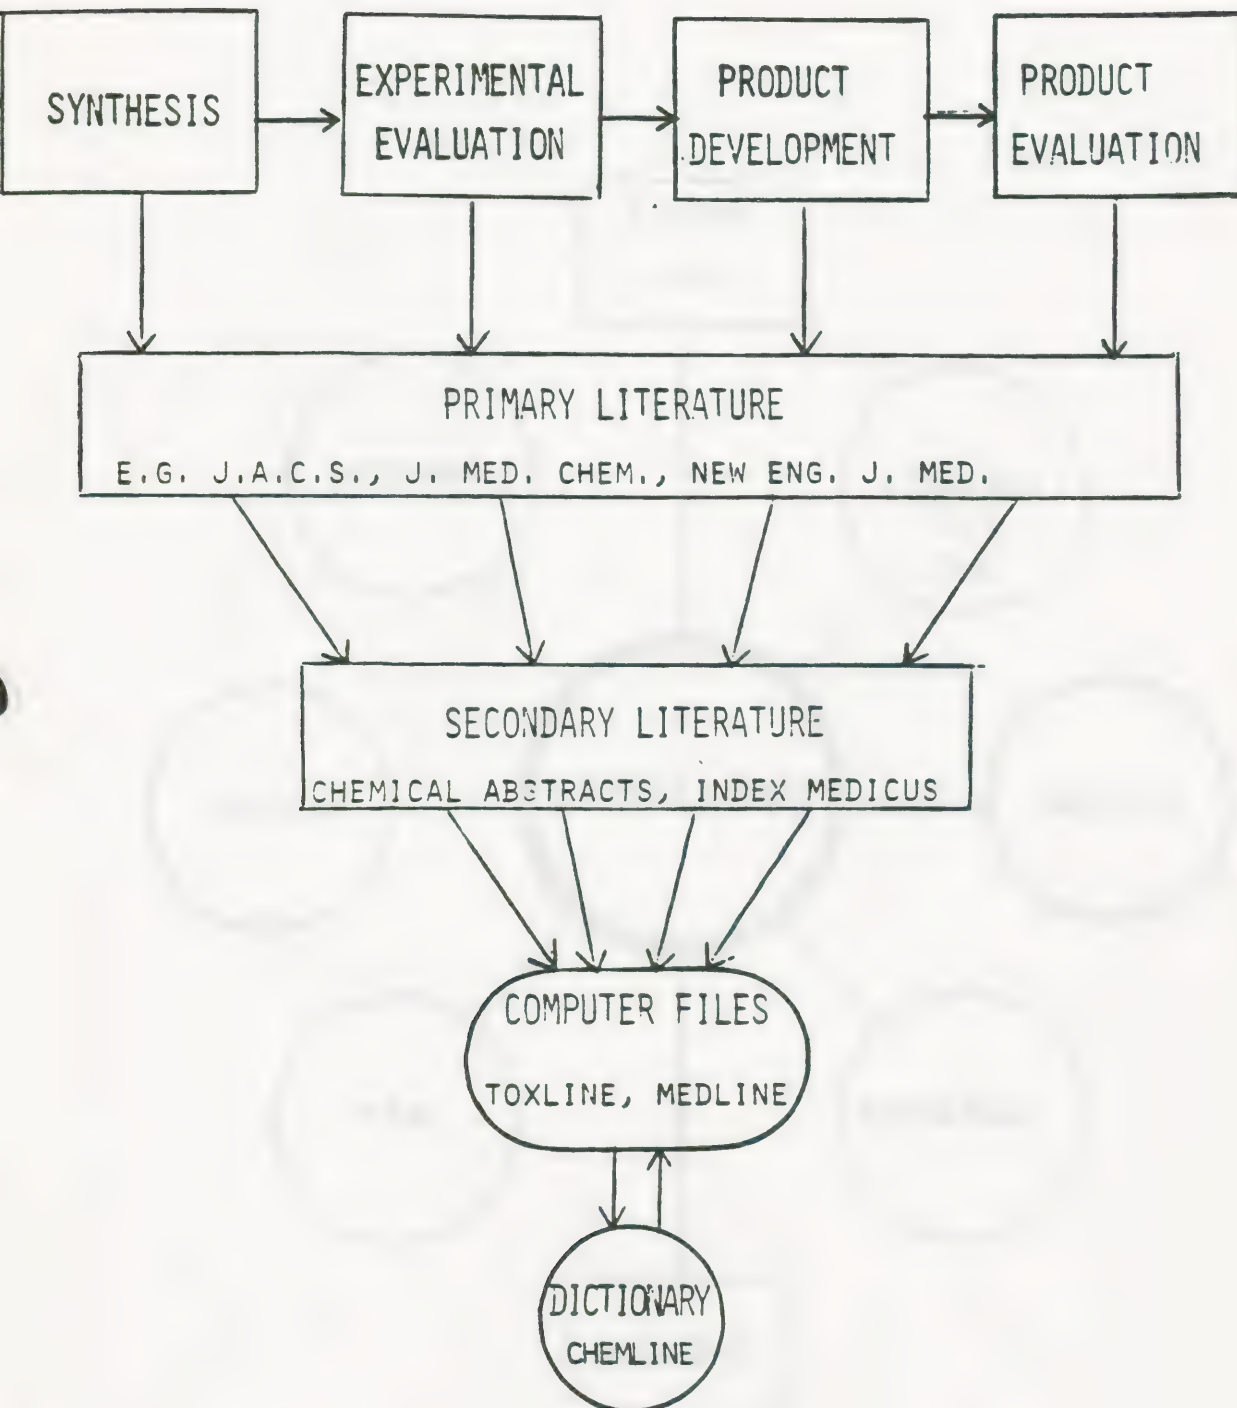 SYNTHESIS
EXPERIMENTAL
EVALUATION
PRODUCT
DEVELOPMENT
PRODUCT
EVALUATION
PRIMARY LITERATURE
E.G. J.A.C.S., J. MED. CHEM., NEW ENG. J. MED.
SECONDARY LITERATURE
CHEMICAL ABSTRACTS, INDEX MEDICUS
COMPUTER FILES
TOXLINE, MEDLINE
DICTIONARY
CHEMLINE